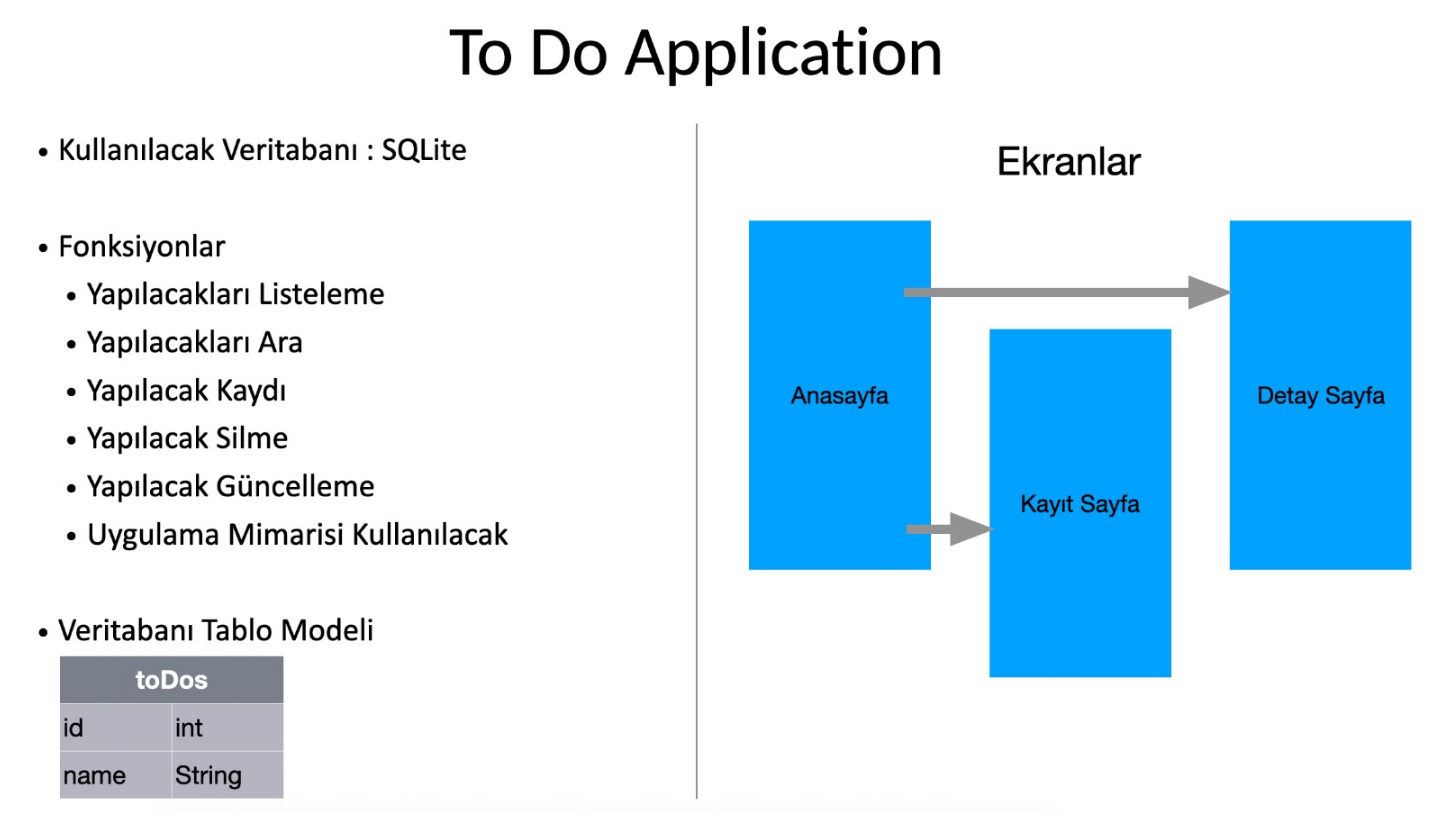 To Do Application
• Kullanılacak Veritabanı : SQLite
• Fonksiyonlar
• Yapılacakları Listeleme
• Yapılacakları Ara
• Yapılacak Kaydı
• Yapılacak Silme
• Yapılacak Güncelleme
• Uygulama Mimarisi Kullanılacak
• Veritabanı Tablo Modeli
toDos
id int
name String
Ekranlar
Anasayfa
Kayıt Sayfa
Detay Sayfa